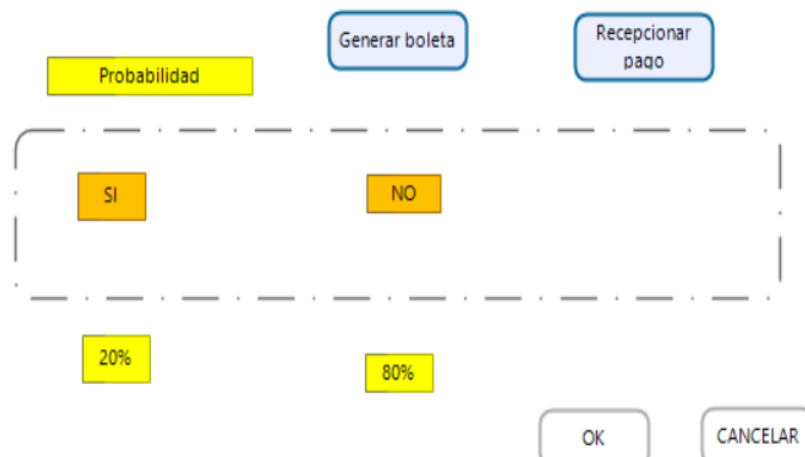 Generar boleta
Recepcionar
pago
Probabilidad
SI
NO
20%
80%
OK
CANCELAR